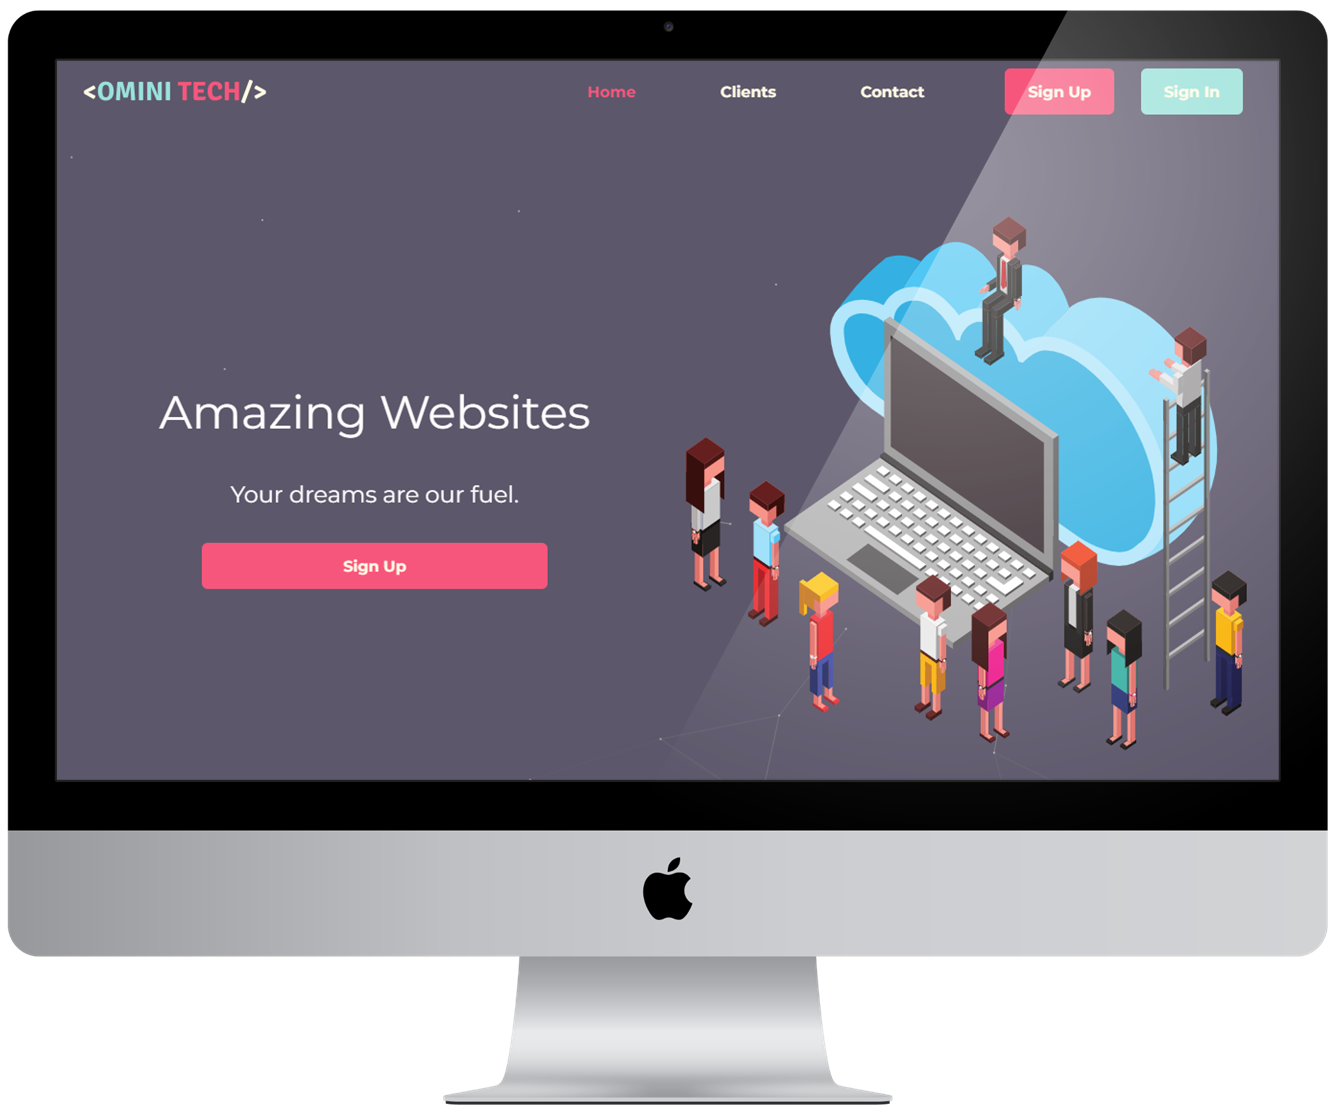 <OMINI TECH/>
Home
Clients
Contact
Sign Up
Sign In
Amazing Websites
Your dreams are our fuel.
Sign Up